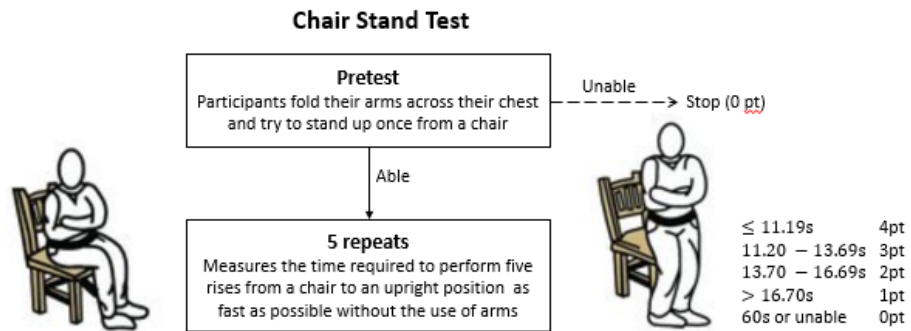 Chair Stand Test
Pretest
Participants fold their arms across their chest
and try to stand up once from a chair
Unable
Stop (0 pt)
Able
5 repeats
Measures the time required to perform five
rises from a chair to an upright position as
fast as possible without the use of arms
≤ 11.19s 4pt
11.20 – 13.69s 3pt
13.70 – 16.69s 2pt
> 16.70s 1pt
60s or unable 0pt